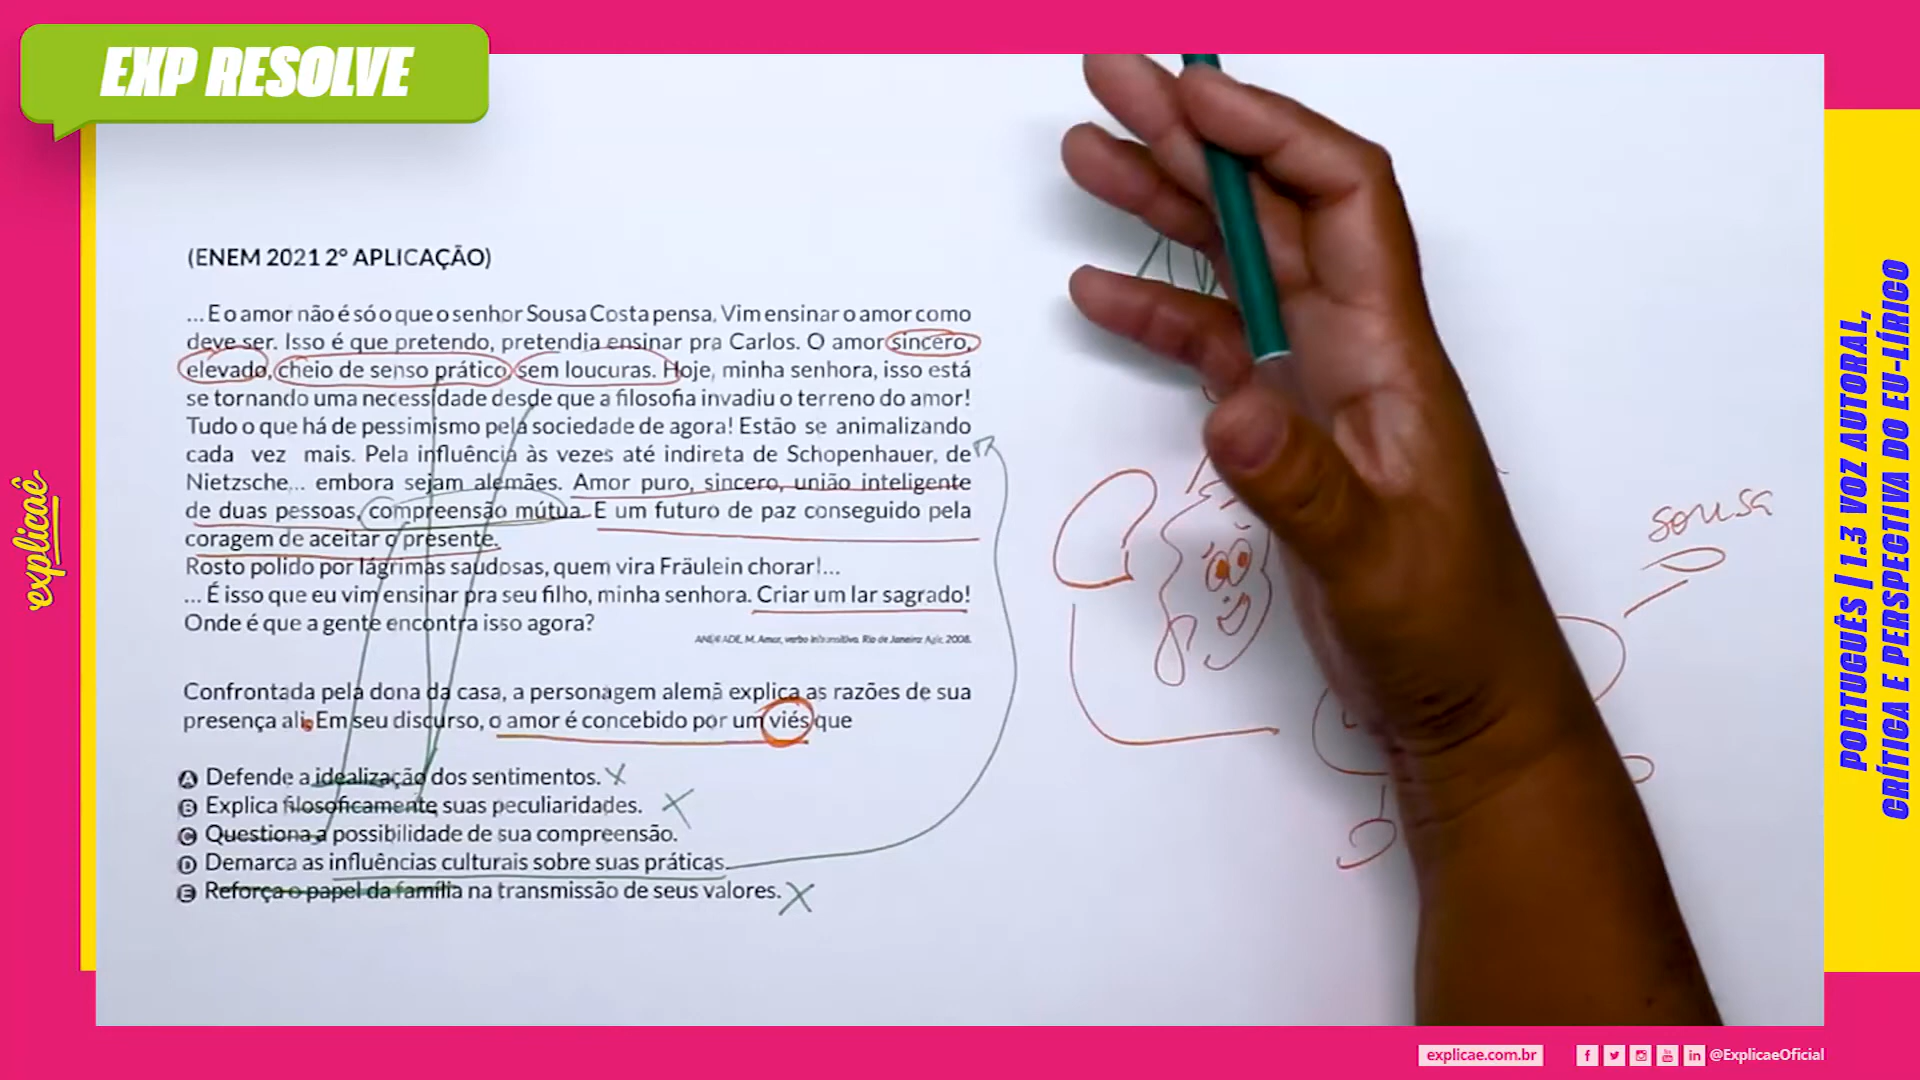 EXP RESOLVE
(ENEM 2021 2° APLICAÇÃO)
...E o amor não é só o que o senhor Sousa Costa pensa. Vim ensinar o amor como
deve ser. Isso é que pretendo, pretendia ensinar pra Carlos. O amor sincero,
elevado, cheio de senso prático, sem loucuras. Hoje, minha senhora, isso está
se tornando uma necessidade desde que a filosofia invadiu o terreno do amor!
Tudo o que há de pessimismo pela sociedade de agora! Estão se animalizando
cada vez mais. Pela influência às vezes até indireta de Schopenhauer, de
Nietzsche... embora sejam alemães. Amor puro, sincero, união inteligente
de duas pessoas, compreensão mútua. E um futuro de paz conseguido pela
coragem de aceitar o presente.
Rosto polido por lágrimas saudosas, quem vira Fräulein chorar!...
... É isso que eu vim ensinar pra seu filho, minha senhora. Criar um lar sagrado!
Onde é que a gente encontra isso agora?
ANDRADE, M. Amar, verbo intransitivo. Rio de Janeiro: Agir, 2008.
Confrontada pela dona da casa, a personagem alemã explica as razões de sua
presença ali. Em seu discurso, o amor é concebido por um viés que
A Defende a idealização dos sentimentos. X
B Explica filosoficamente suas peculiaridades. X
C Questiona a possibilidade de sua compreensão.
D Demarca as influências culturais sobre suas práticas.
E Reforça o papel da família na transmissão de seus valores. X
sousa
explicaê
PORTUGUÊS | 1.3 VOZ AUTORAL,
CRÍTICA E PERSPECTIVA DO EU-LÍRICO
explicae.com.br
@ExplicaeOficial